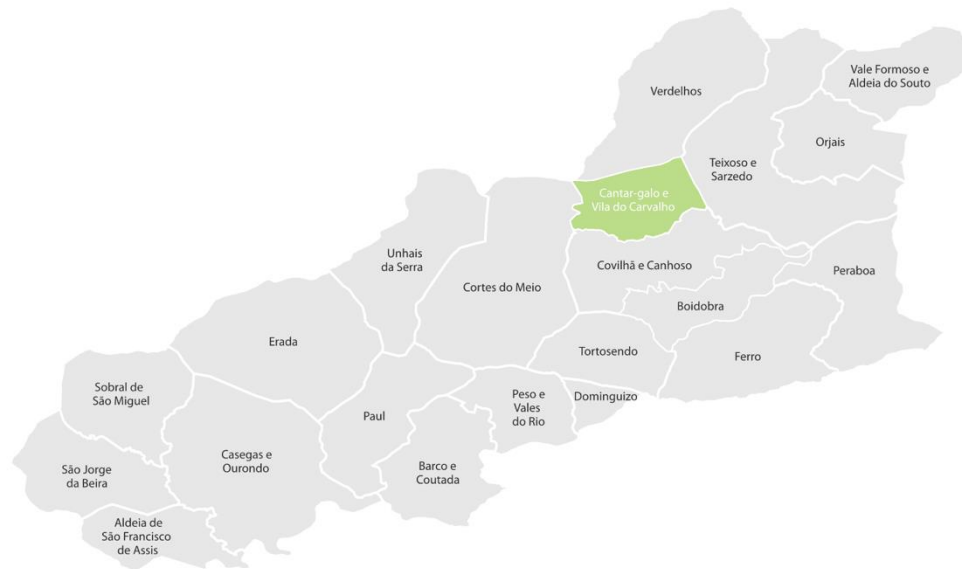 Vale Formoso e
Aldeia do Souto
Verdelhos
Orjais
Teixoso e
Sarzedo
Cantar-galo e
Vila do Carvalho
Unhais
da Serra
Covilhã e Canhoso
Peraboa
Cortes do Meio
Boidobra
Erada
Tortosendo
Ferro
Sobral de
São Miguel
Peso e
Vales
do Rio
Dominguizo
Paul
Casegas e
Ourondo
Barco e
Coutada
São Jorge
da Beira
Aldeia de
São Francisco
de Assis